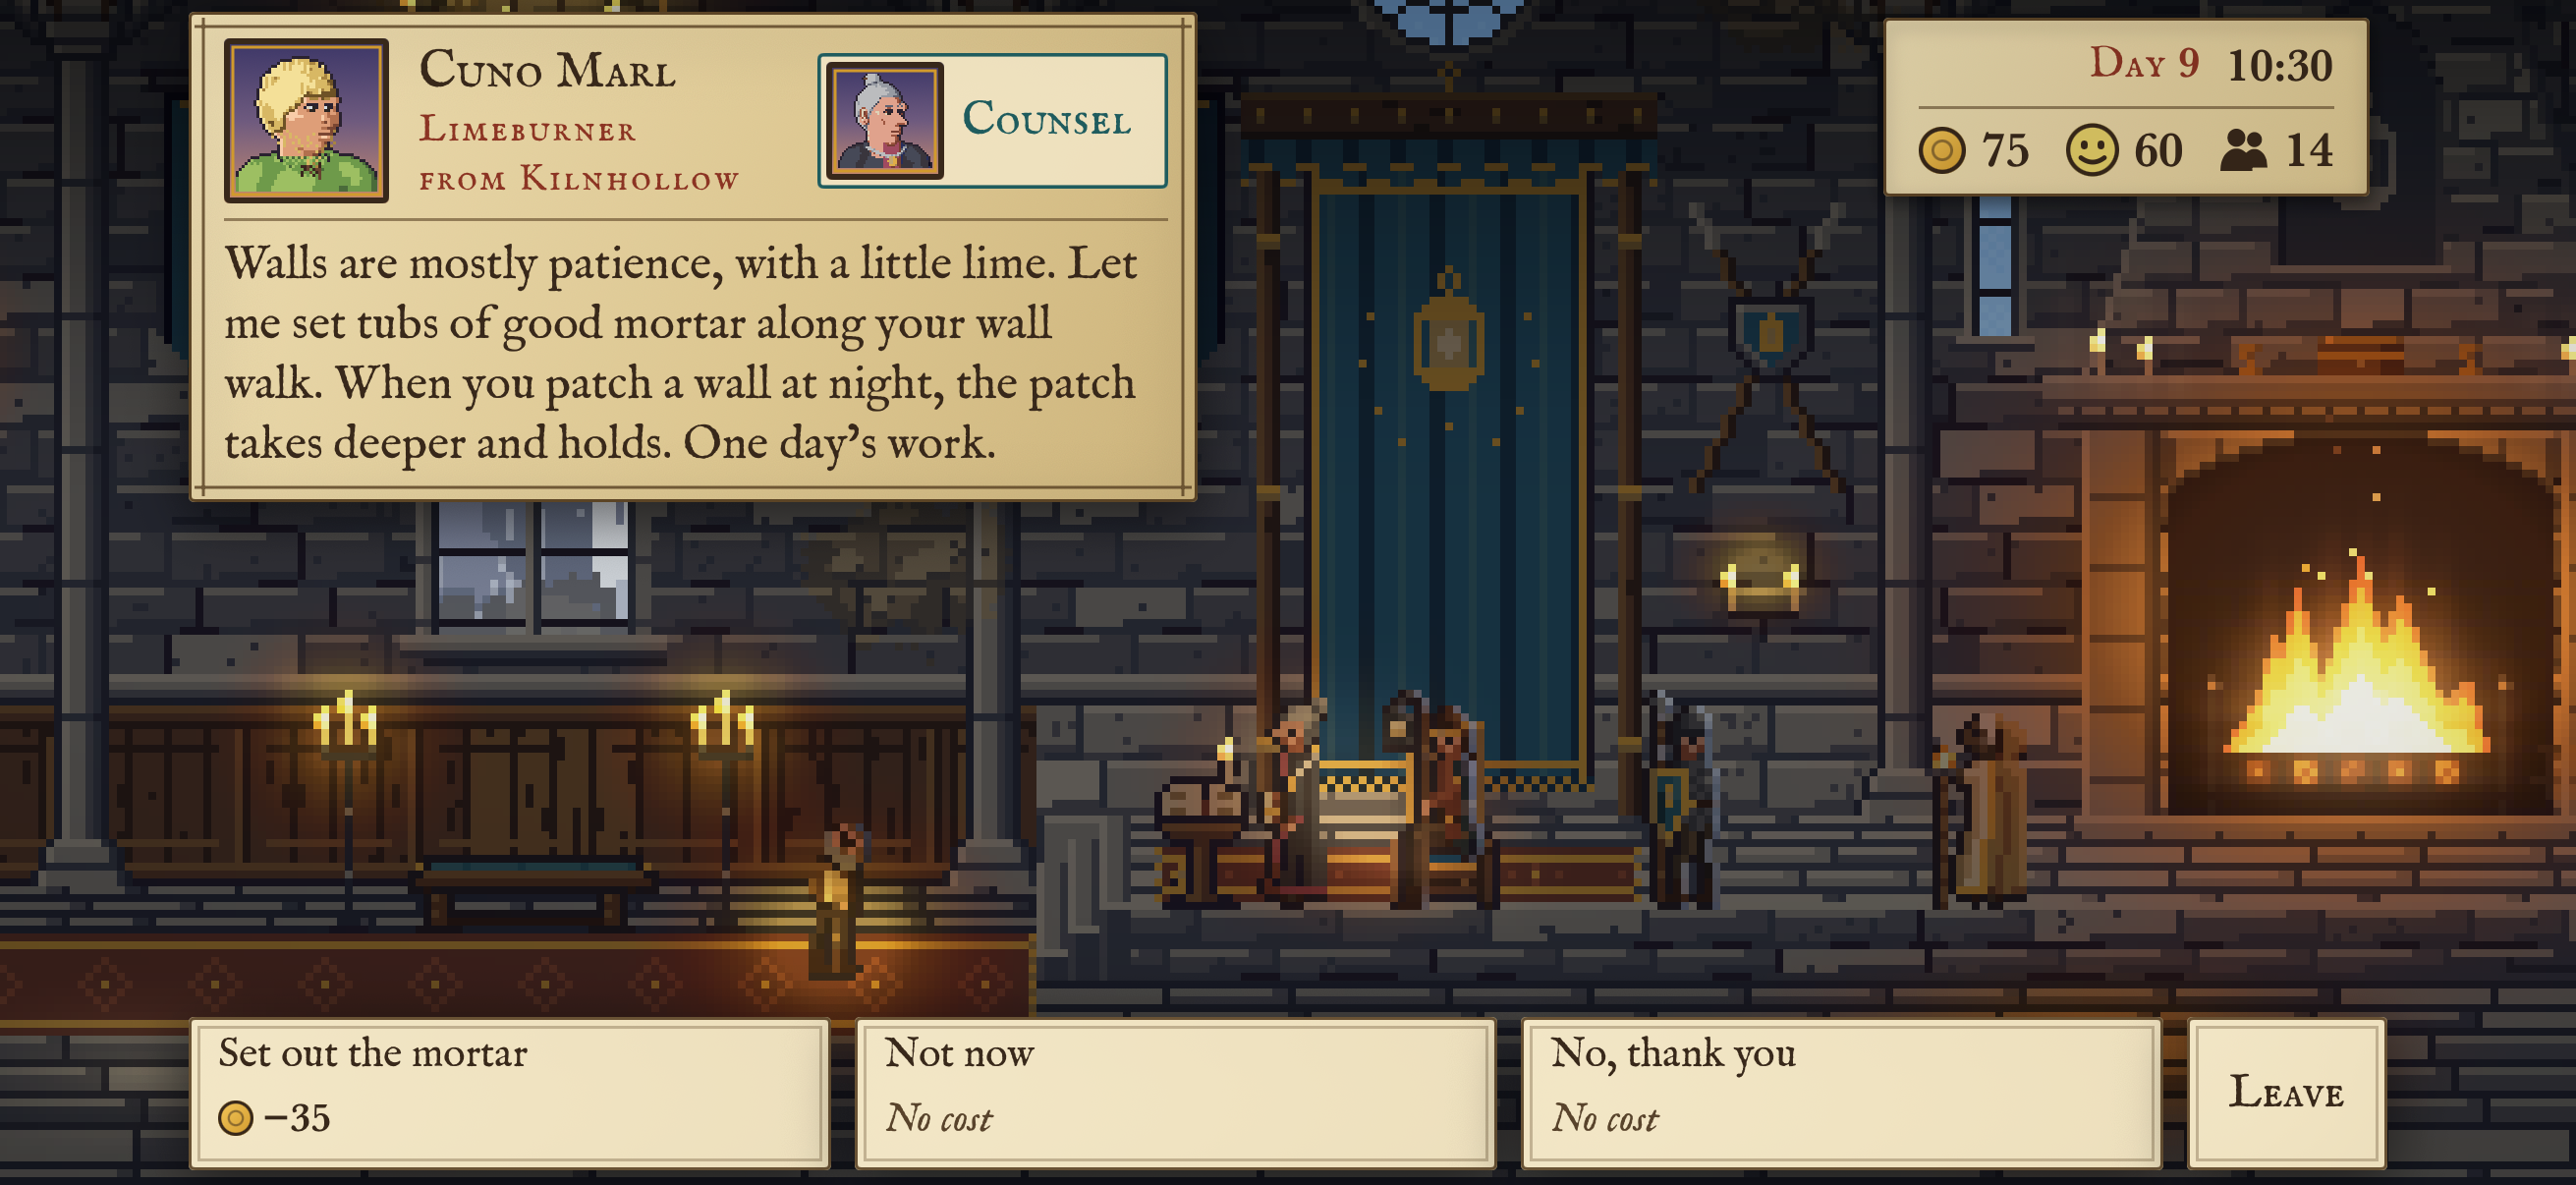 Cuno Marl
Limeburner
from Kilnhollow
Counsel
Walls are mostly patience, with a little lime. Let
me set tubs of good mortar along your wall
walk. When you patch a wall at night, the patch
takes deeper and holds. One day’s work.
Day 9 10:30
75 60 14
Set out the mortar
−35
Not now
No cost
No, thank you
No cost
Leave